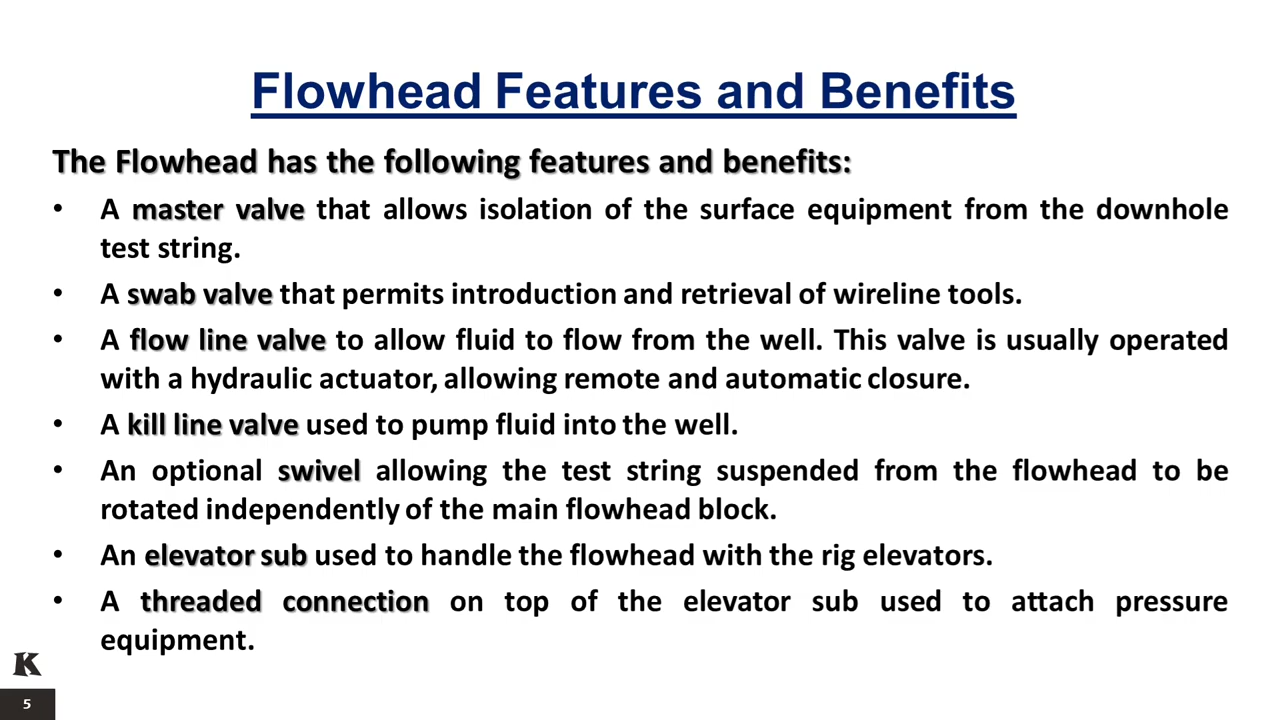 Flowhead Features and Benefits
The Flowhead has the following features and benefits:
• A master valve that allows isolation of the surface equipment from the downhole
test string.
• A swab valve that permits introduction and retrieval of wireline tools.
• A flow line valve to allow fluid to flow from the well. This valve is usually operated
with a hydraulic actuator, allowing remote and automatic closure.
• A kill line valve used to pump fluid into the well.
• An optional swivel allowing the test string suspended from the flowhead to be
rotated independently of the main flowhead block.
• An elevator sub used to handle the flowhead with the rig elevators.
• A threaded connection on top of the elevator sub used to attach pressure
equipment.
K
5